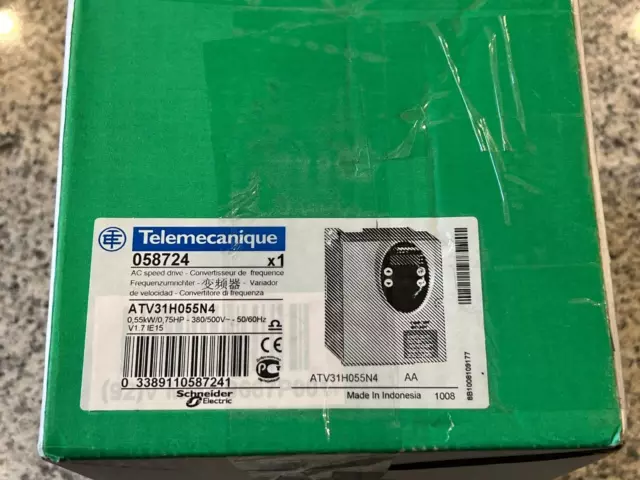 Telemecanique
058724 x1
AC speed drive - Convertisseur de frequence
Frequenzumrichter - 变频器 - Variador
de velocidad - Convertitore di frequenza
ATV31H055N4
0,55kW/0,75HP - 380/500V~ - 50/60Hz
V1.7 IE15
0 3389110587241
Schneider
Electric
ATV31H055N4 AA
Made In Indonesia 1008
8B1008109177